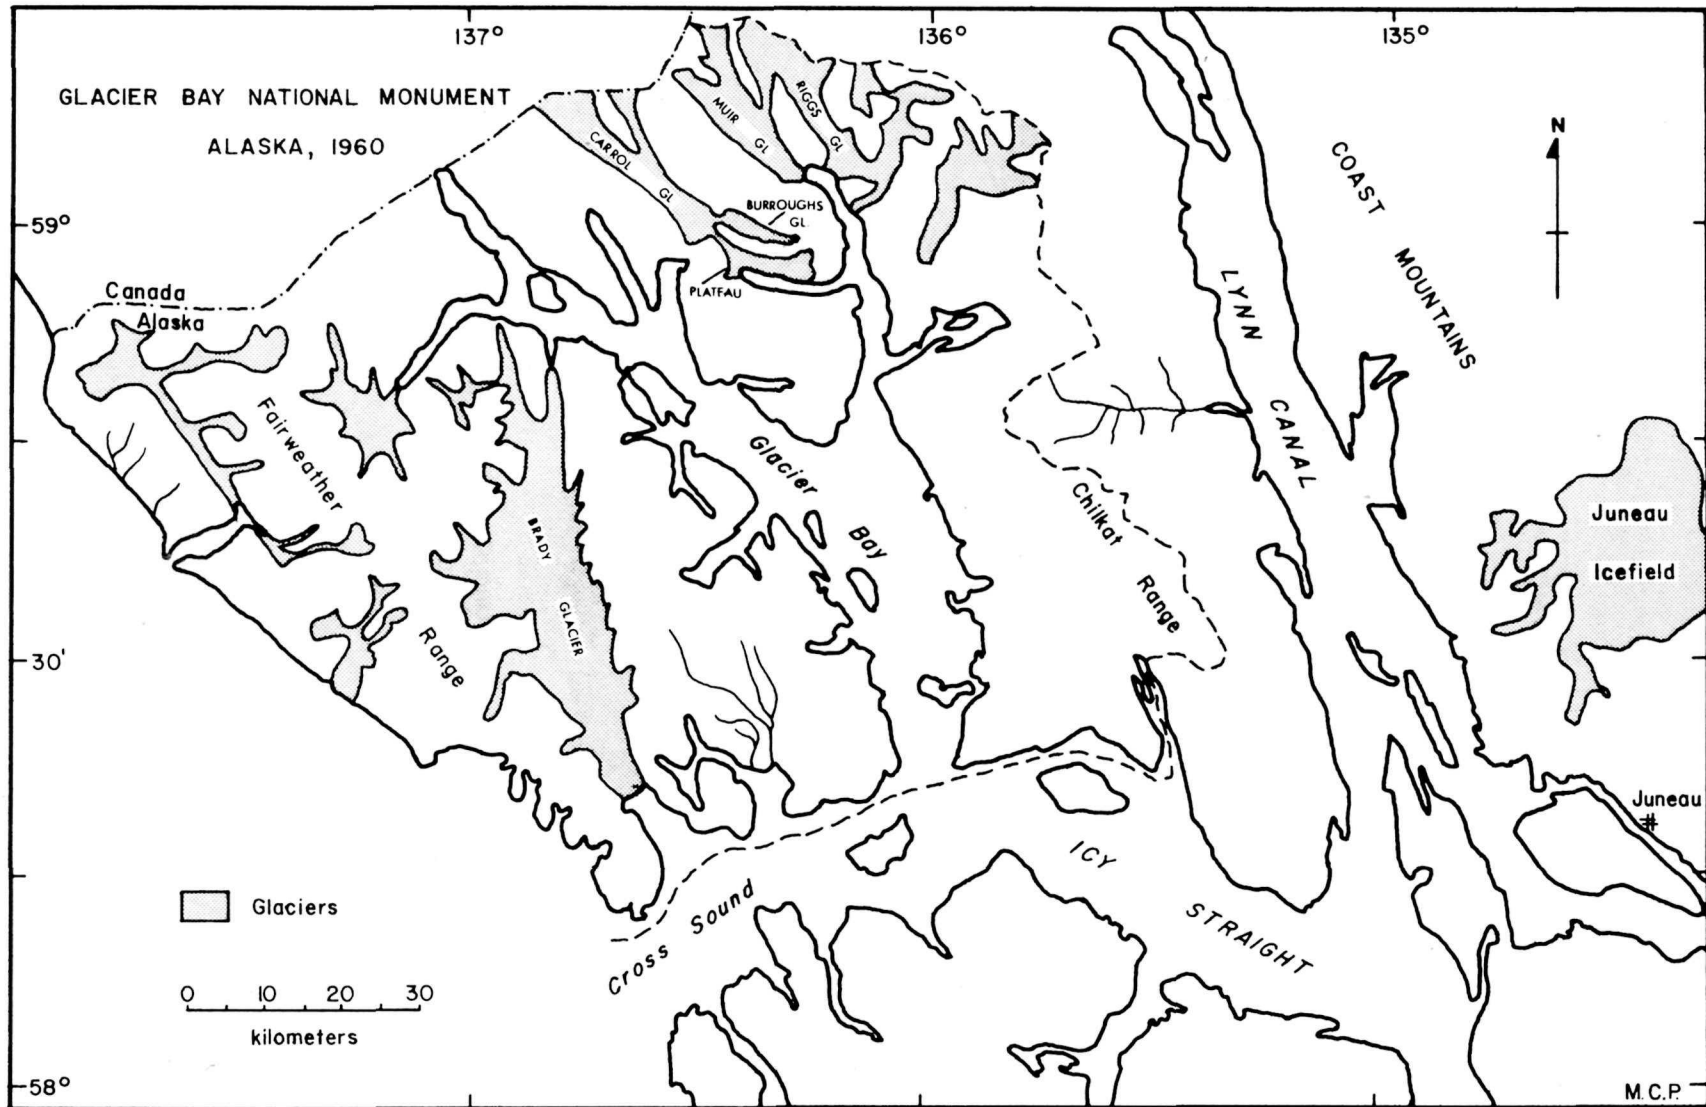 137°
136°
135°
GLACIER BAY NATIONAL MONUMENT
ALASKA, 1960
N
CARROL GL
MUIR GL
RIGGS GL
BURROUGHS
GL.
PLATFAU
59°
Canada
Alaska
COAST MOUNTAINS
LYNN CANAL
Fairweather Range
BRADY GLACIER
Glacier Bay
Chilkat Range
Juneau
Icefield
30'
Juneau
#
ICY STRAIGHT
Cross Sound
Glaciers
0 10 20 30
kilometers
58°
M.C.P.